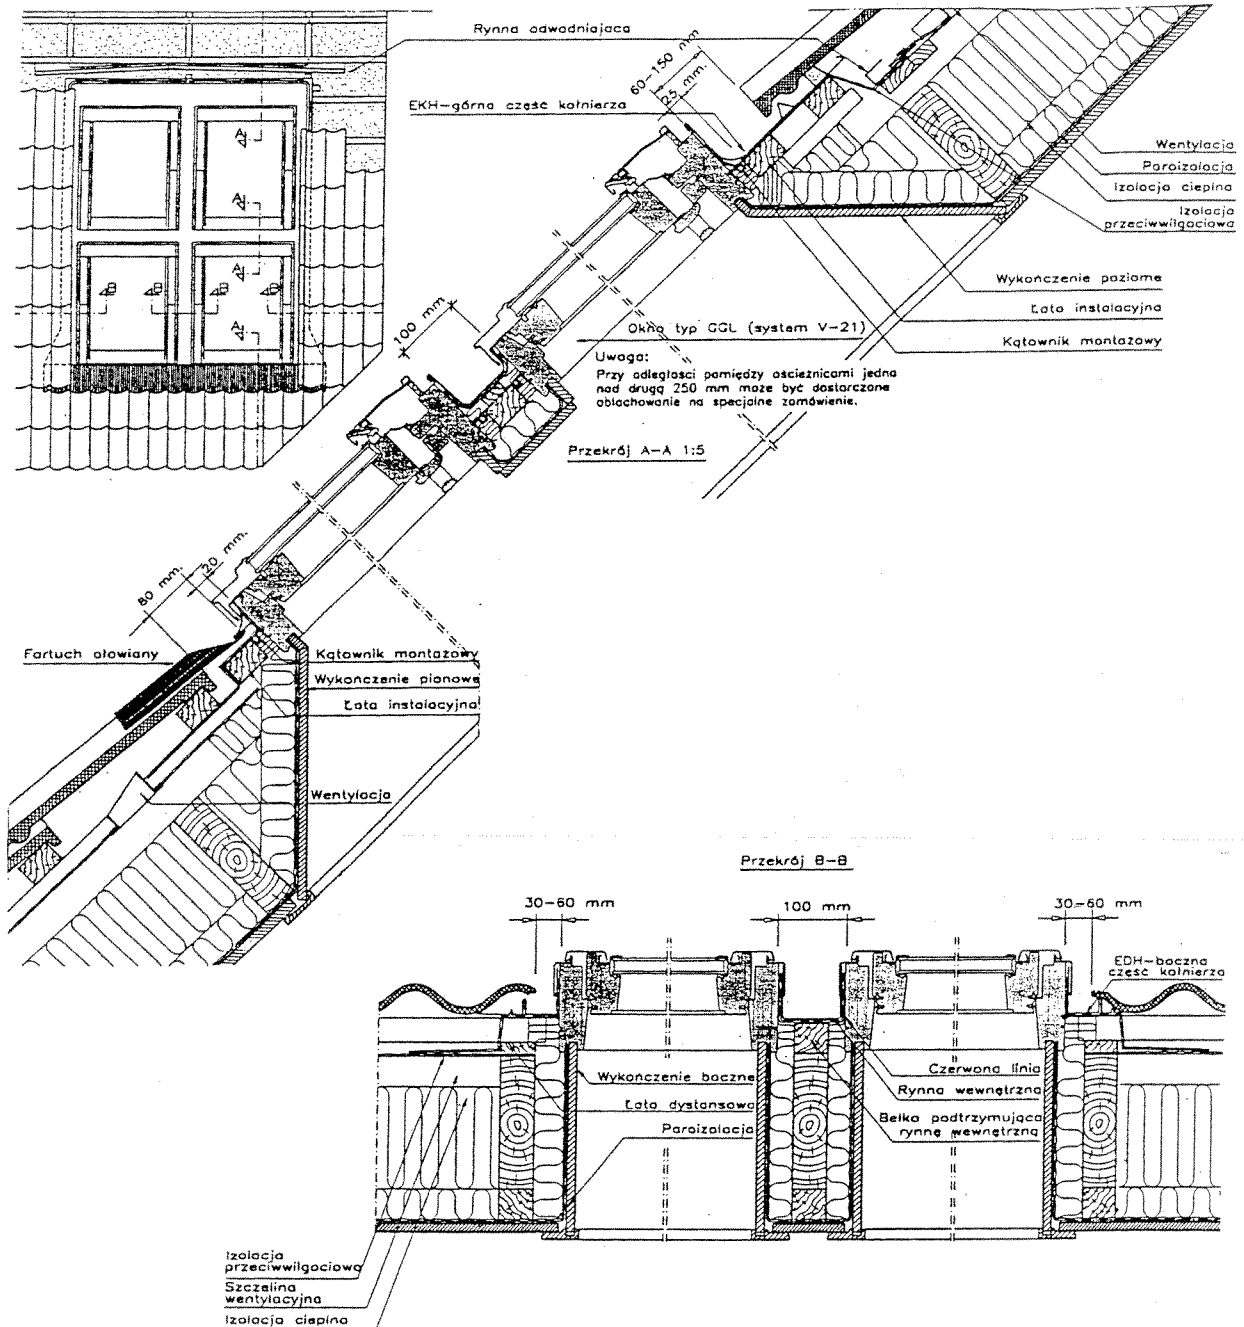 Rynna odwadniająca
60-150 mm
25 mm.
EKH-górna część kołnierza
Wentylacja
Paroizolacja
Izolacja cieplna
Izolacja
przeciwwilgociowa
Wykończenie poziome
Łata instalacyjna
Kątownik montażowy
A
A
A
A
B
B
B
B
100 mm
Okno typ GGL (system V-21)
Uwaga:
Przy odległości pomiędzy ościeżnicami jedna
nad drugą 250 mm może być dostarczone
oblachowanie na specjalne zamówienie.
Przekrój A-A 1:5
80 mm.
20 mm.
Fartuch ołowiany
Kątownik montażowy
Wykończenie pionowe
Łata instalacyjna
Wentylacja
Przekrój B-B
30-60 mm
100 mm
30-60 mm
EDH-boczna
część kołnierza
Wykończenie boczne
Łata dystansowa
Paroizolacja
Czerwona linia
Rynna wewnętrzna
Belka podtrzymująca
rynnę wewnętrzną
Izolacja
przeciwwilgociowa
Szczelina
wentylacyjna
Izolacja cieplna